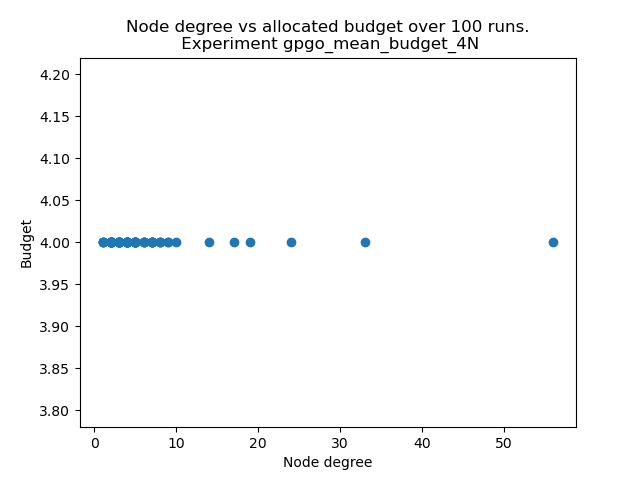 Node degree vs allocated budget over 100 runs.
Experiment gpgo_mean_budget_4N
4.20
4.15
4.10
4.05
4.00
3.95
3.90
3.85
3.80
Budget
0 10 20 30 40 50
Node degree